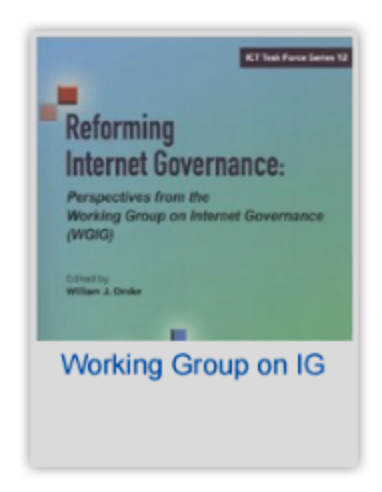 ICT Task Force Series 12
Reforming
Internet Governance:
Perspectives from the
Working Group on Internet Governance
(WGIG)
Edited by
William J. Drake
Working Group on IG